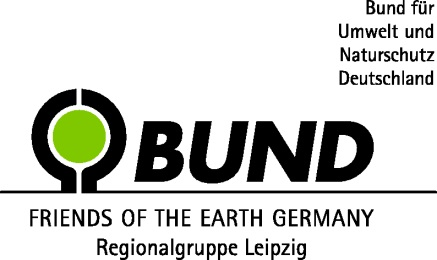 Bund für
Umwelt und
Naturschutz
Deutschland
BUND
FRIENDS OF THE EARTH GERMANY
Regionalgruppe Leipzig